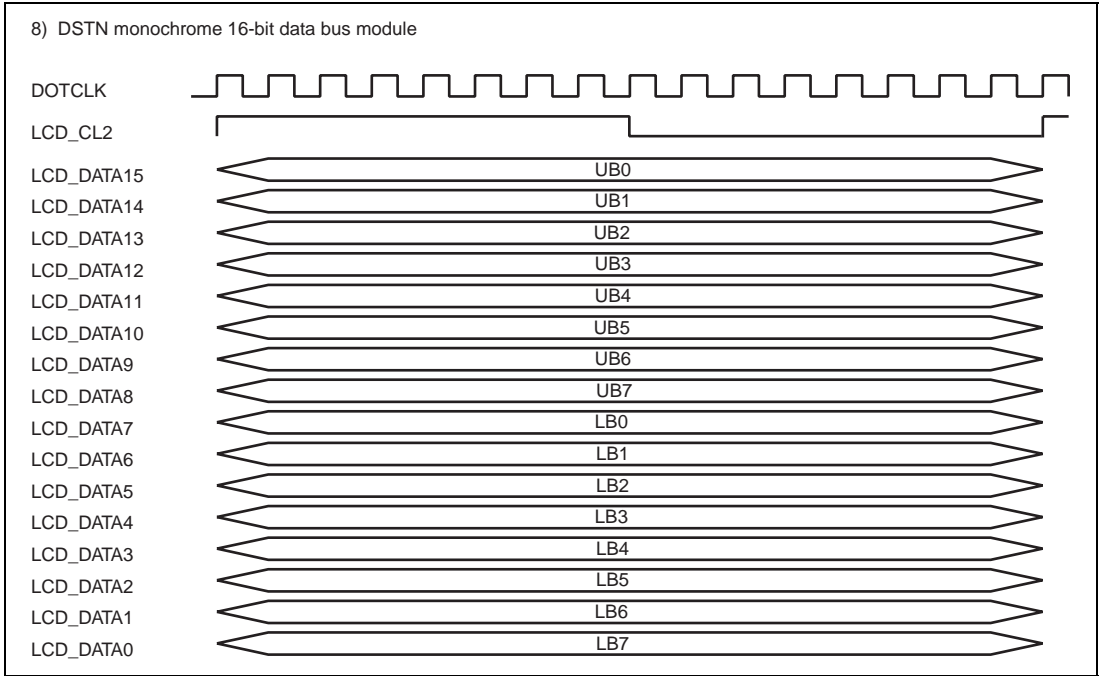 8) DSTN monochrome 16-bit data bus module
DOTCLK
LCD_CL2
LCD_DATA15 UB0
LCD_DATA14 UB1
LCD_DATA13 UB2
LCD_DATA12 UB3
LCD_DATA11 UB4
LCD_DATA10 UB5
LCD_DATA9 UB6
LCD_DATA8 UB7
LCD_DATA7 LB0
LCD_DATA6 LB1
LCD_DATA5 LB2
LCD_DATA4 LB3
LCD_DATA3 LB4
LCD_DATA2 LB5
LCD_DATA1 LB6
LCD_DATA0 LB7